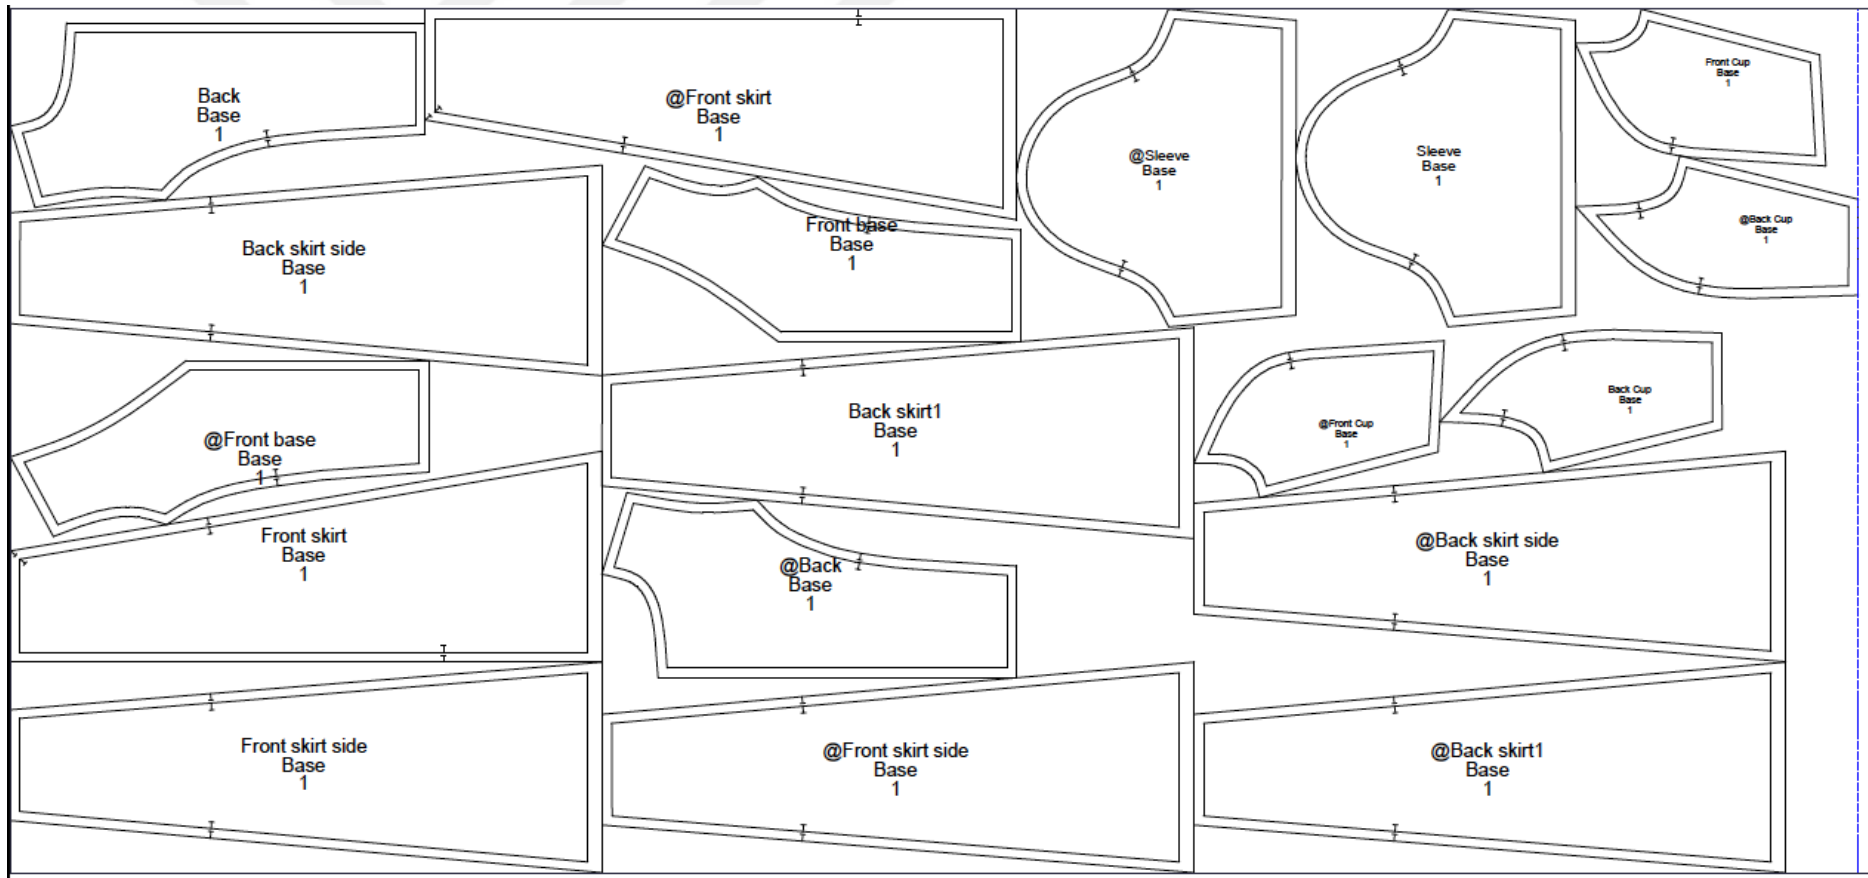 Back
Base
1
@Front skirt
Base
1
@Sleeve
Base
1
Sleeve
Base
1
Front Cup
Base
1
@Back Cup
Base
1
Back skirt side
Base
1
Front base
Base
1
@Front base
Base
1
Back skirt1
Base
1
@Front Cup
Base
1
Back Cup
Base
1
Front skirt
Base
1
@Back
Base
1
@Back skirt side
Base
1
Front skirt side
Base
1
@Front skirt side
Base
1
@Back skirt1
Base
1